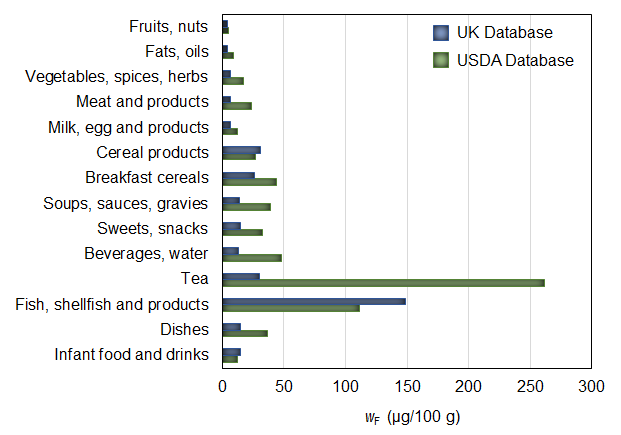 UK Database
USDA Database
Fruits, nuts
Fats, oils
Vegetables, spices, herbs
Meat and products
Milk, egg and products
Cereal products
Breakfast cereals
Soups, sauces, gravies
Sweets, snacks
Beverages, water
Tea
Fish, shellfish and products
Dishes
Infant food and drinks
0 50 100 150 200 250 300
wF (µg/100 g)